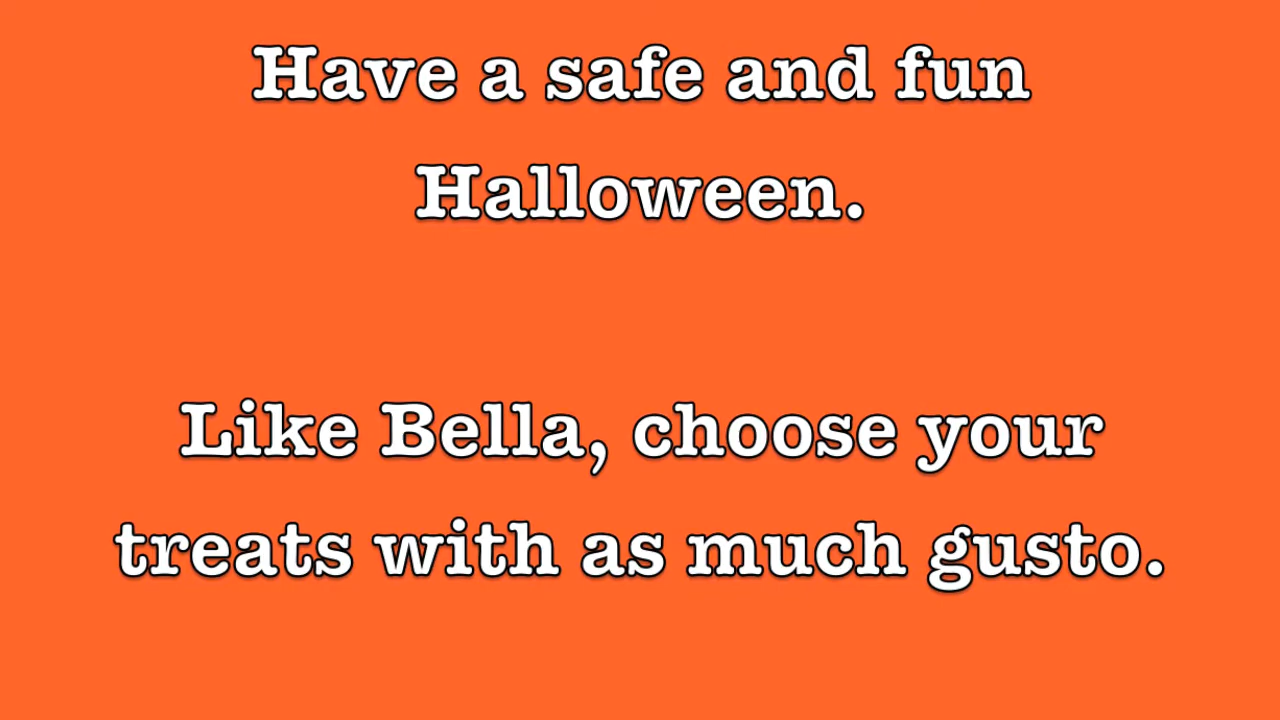 Have a safe and fun
Halloween.
Like Bella, choose your
treats with as much gusto.